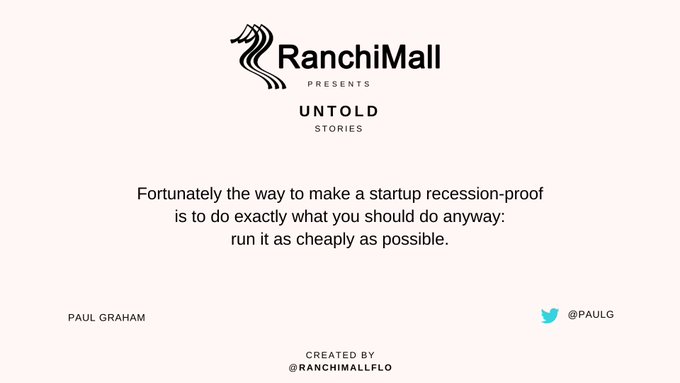 RanchiMall
PRESENTS
UNTOLD
STORIES
Fortunately the way to make a startup recession-proof
is to do exactly what you should do anyway:
run it as cheaply as possible.
PAUL GRAHAM
@PAULG
CREATED BY
@RANCHIMALLFLO